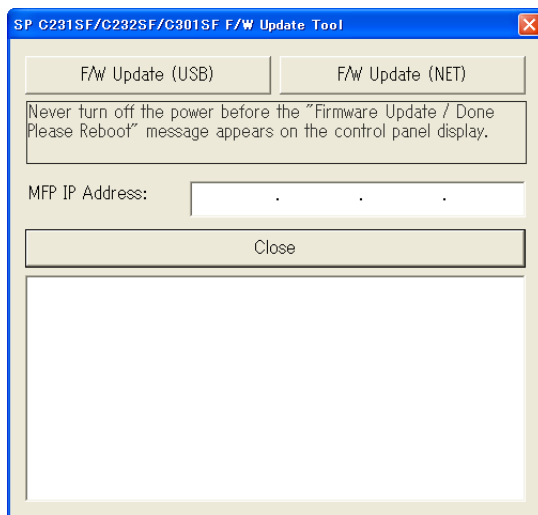 SP C231SF/C232SF/C301SF F/W Update Tool
F/W Update (USB) F/W Update (NET)
Never turn off the power before the "Firmware Update / Done
Please Reboot" message appears on the control panel display.
MFP IP Address: . . .
Close